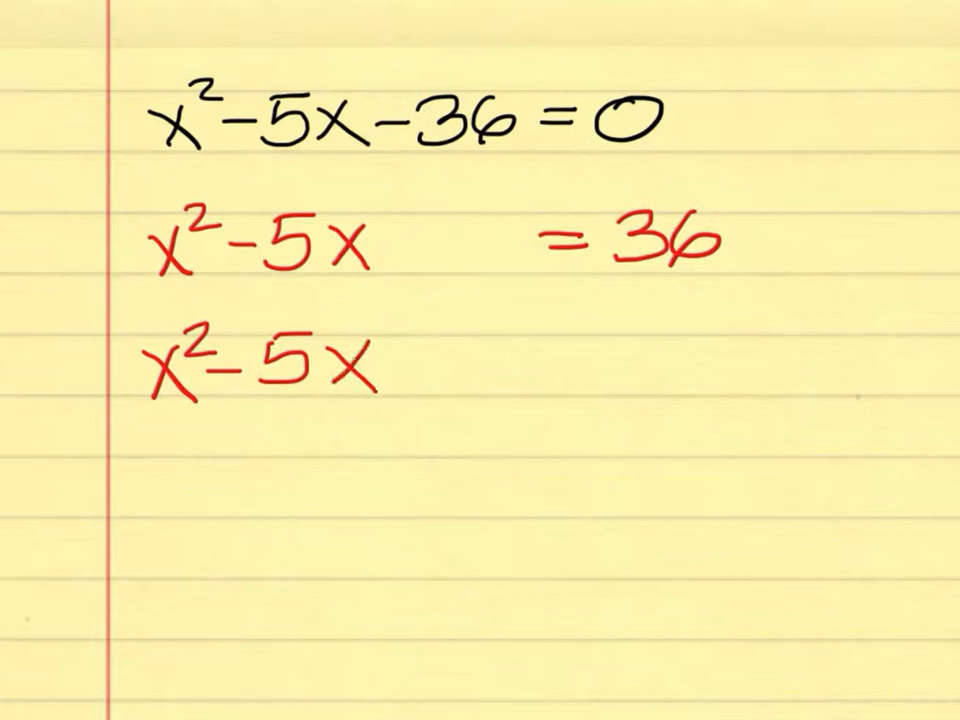 x² - 5x - 36 = 0
x² - 5x = 36
x² - 5x